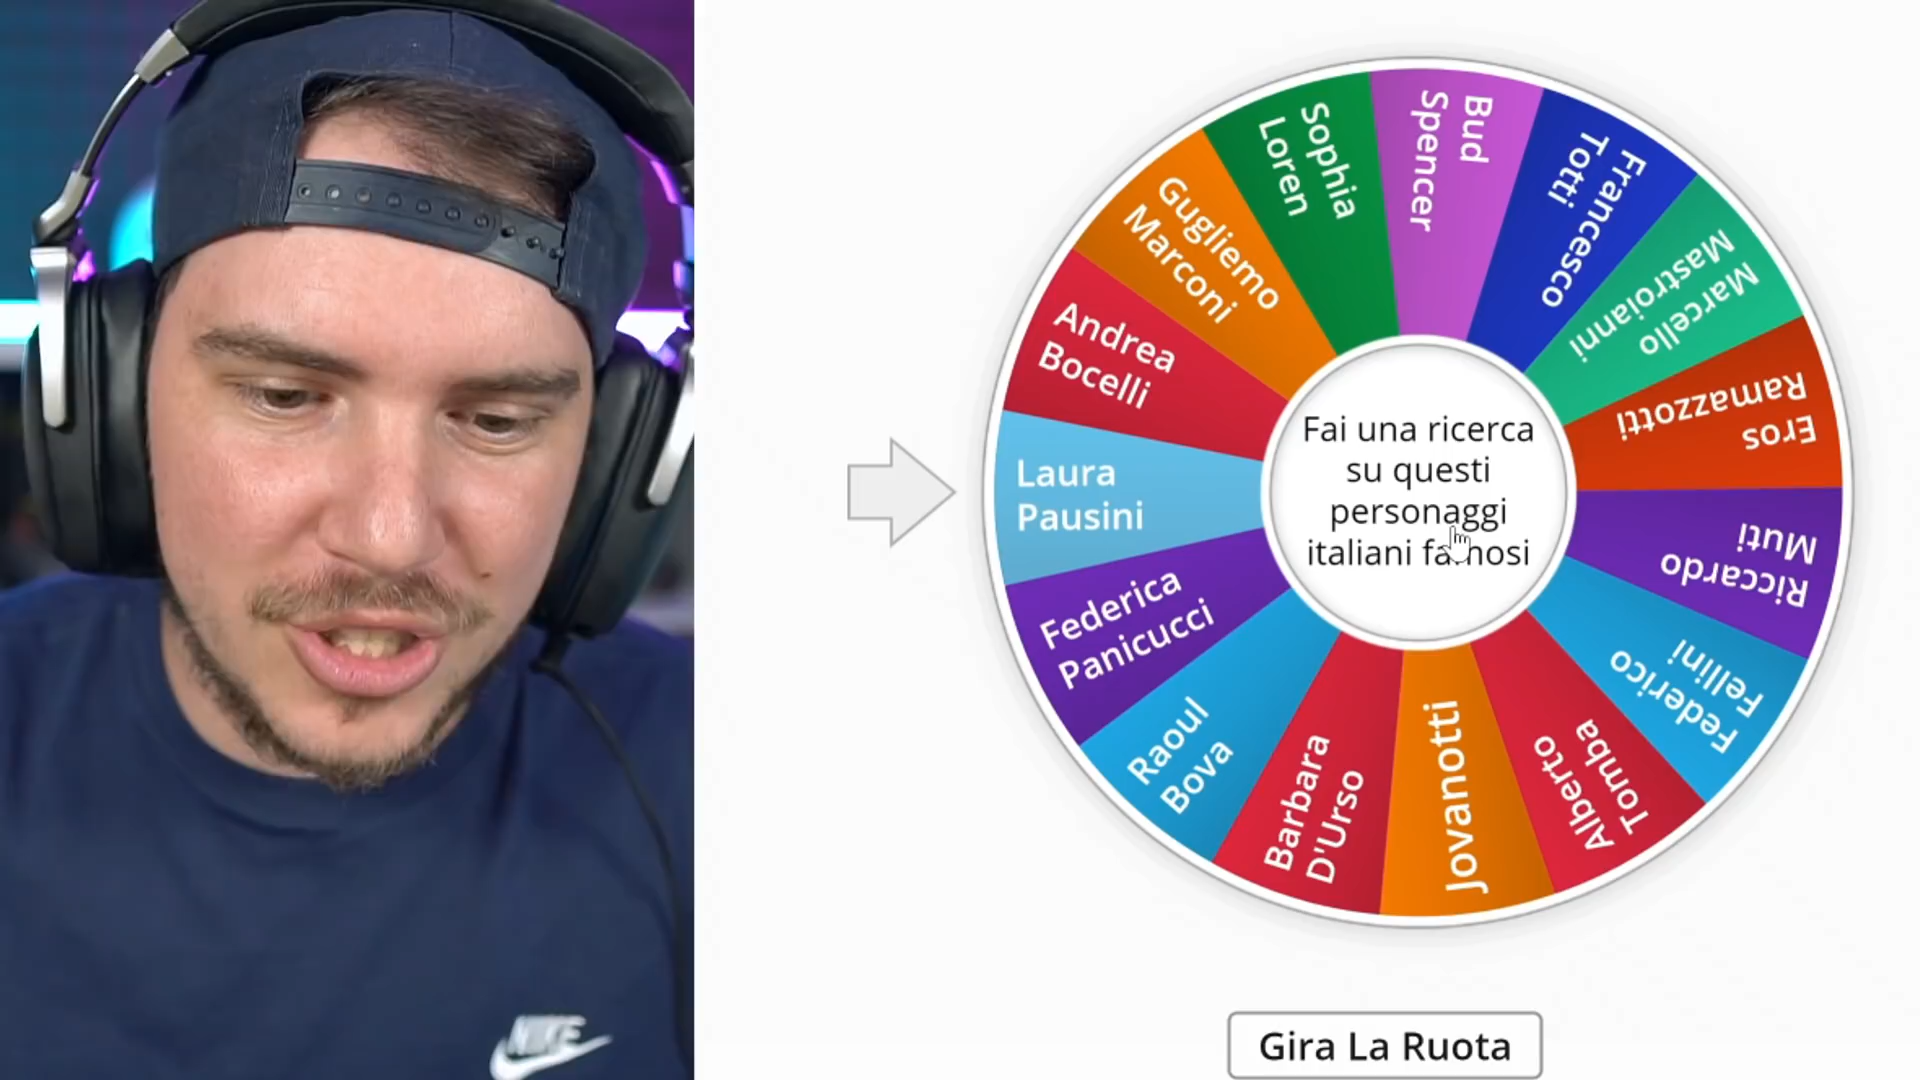 Bud
Spencer
Francesco
Totti
Marcello
Mastroianni
Eros
Ramazzotti
Riccardo
Muti
Federico
Fellini
Alberto
Tomba
Jovanotti
Barbara
D'Urso
Raoul
Bova
Federica
Panicucci
Laura
Pausini
Andrea
Bocelli
Guglielmo
Marconi
Sophia
Loren
Fai una ricerca
su questi
personaggi
italiani famosi
Gira La Ruota
NIKE